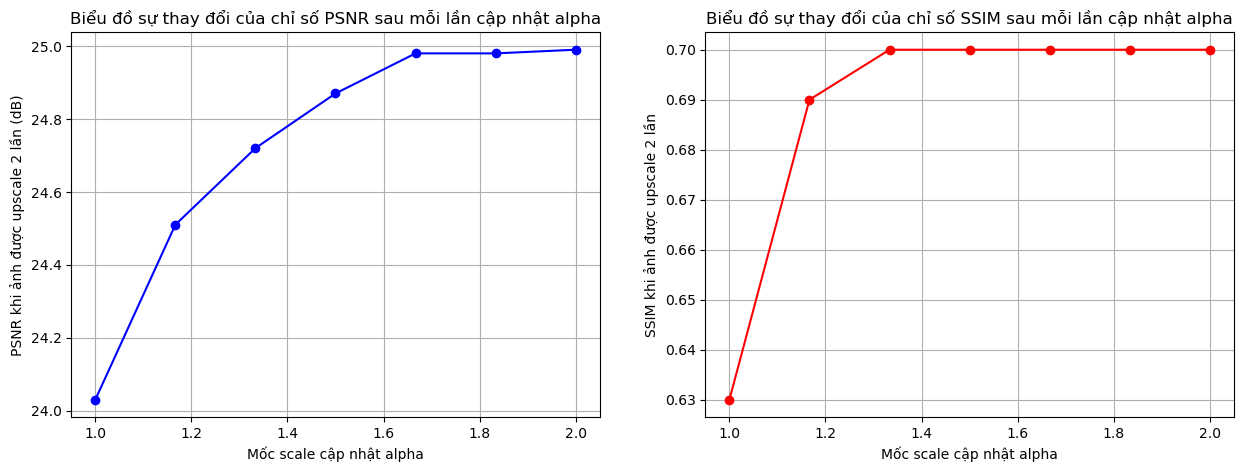 Biểu đồ sự thay đổi của chỉ số PSNR sau mỗi lần cập nhật alpha
PSNR khi ảnh được upscale 2 lần (dB)
25.0
24.8
24.6
24.4
24.2
24.0
1.0 1.2 1.4 1.6 1.8 2.0
Mốc scale cập nhật alpha
Biểu đồ sự thay đổi của chỉ số SSIM sau mỗi lần cập nhật alpha
SSIM khi ảnh được upscale 2 lần
0.70
0.69
0.68
0.67
0.66
0.65
0.64
0.63
1.0 1.2 1.4 1.6 1.8 2.0
Mốc scale cập nhật alpha